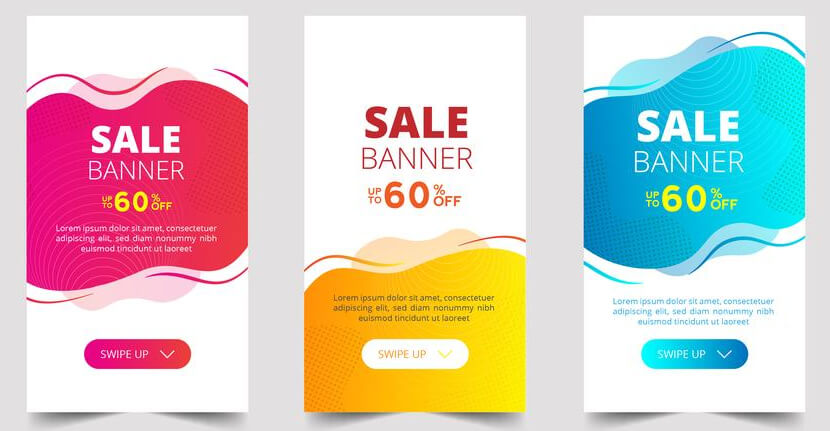 SALE
BANNER
UP TO 60% OFF
Lorem ipsum dolor sit amet, consectetuer
adipiscing elit, sed diam nonummy nibh
euismod tincidunt ut laoreet
SWIPE UP
SALE
BANNER
UP TO 60% OFF
Lorem ipsum dolor sit amet, consectetuer
adipiscing elit, sed diam nonummy nibh
euismod tincidunt ut laoreet
SWIPE UP
SALE
BANNER
UP TO 60% OFF
Lorem ipsum dolor sit amet, consectetuer
adipiscing elit, sed diam nonummy nibh
euismod tincidunt ut laoreet
SWIPE UP